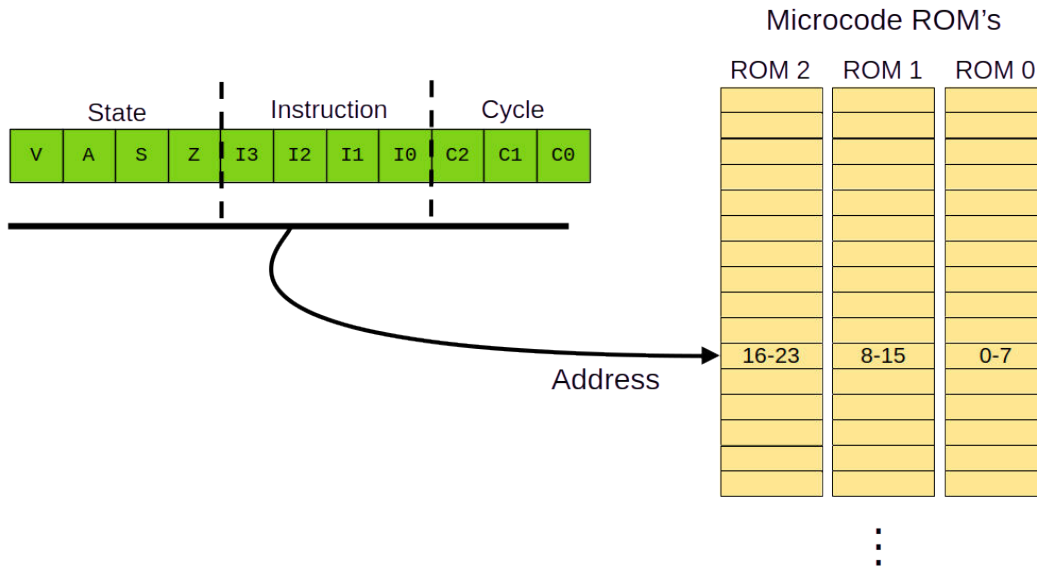 Microcode ROM’s
ROM 2 ROM 1 ROM 0
State Instruction Cycle
V A S Z I3 I2 I1 I0 C2 C1 C0
16-23 8-15 0-7
Address